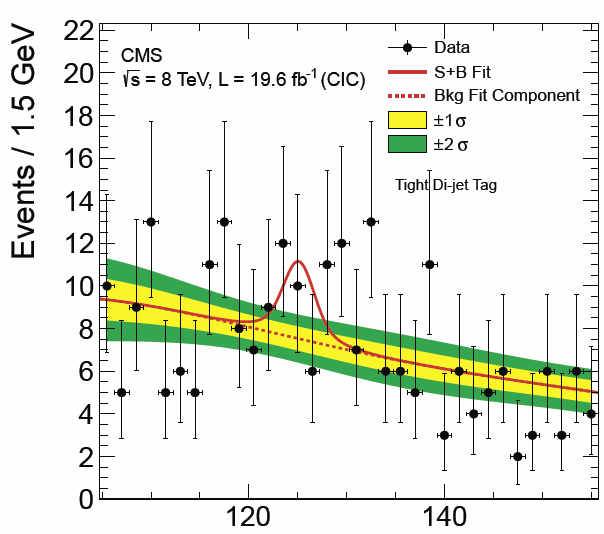 22
20
18
16
14
12
10
8
6
4
2
0
Events / 1.5 GeV
CMS
√s = 8 TeV, L = 19.6 fb⁻¹ (CIC)
Data
S+B Fit
Bkg Fit Component
±1 σ
±2 σ
Tight Di-jet Tag
120
140